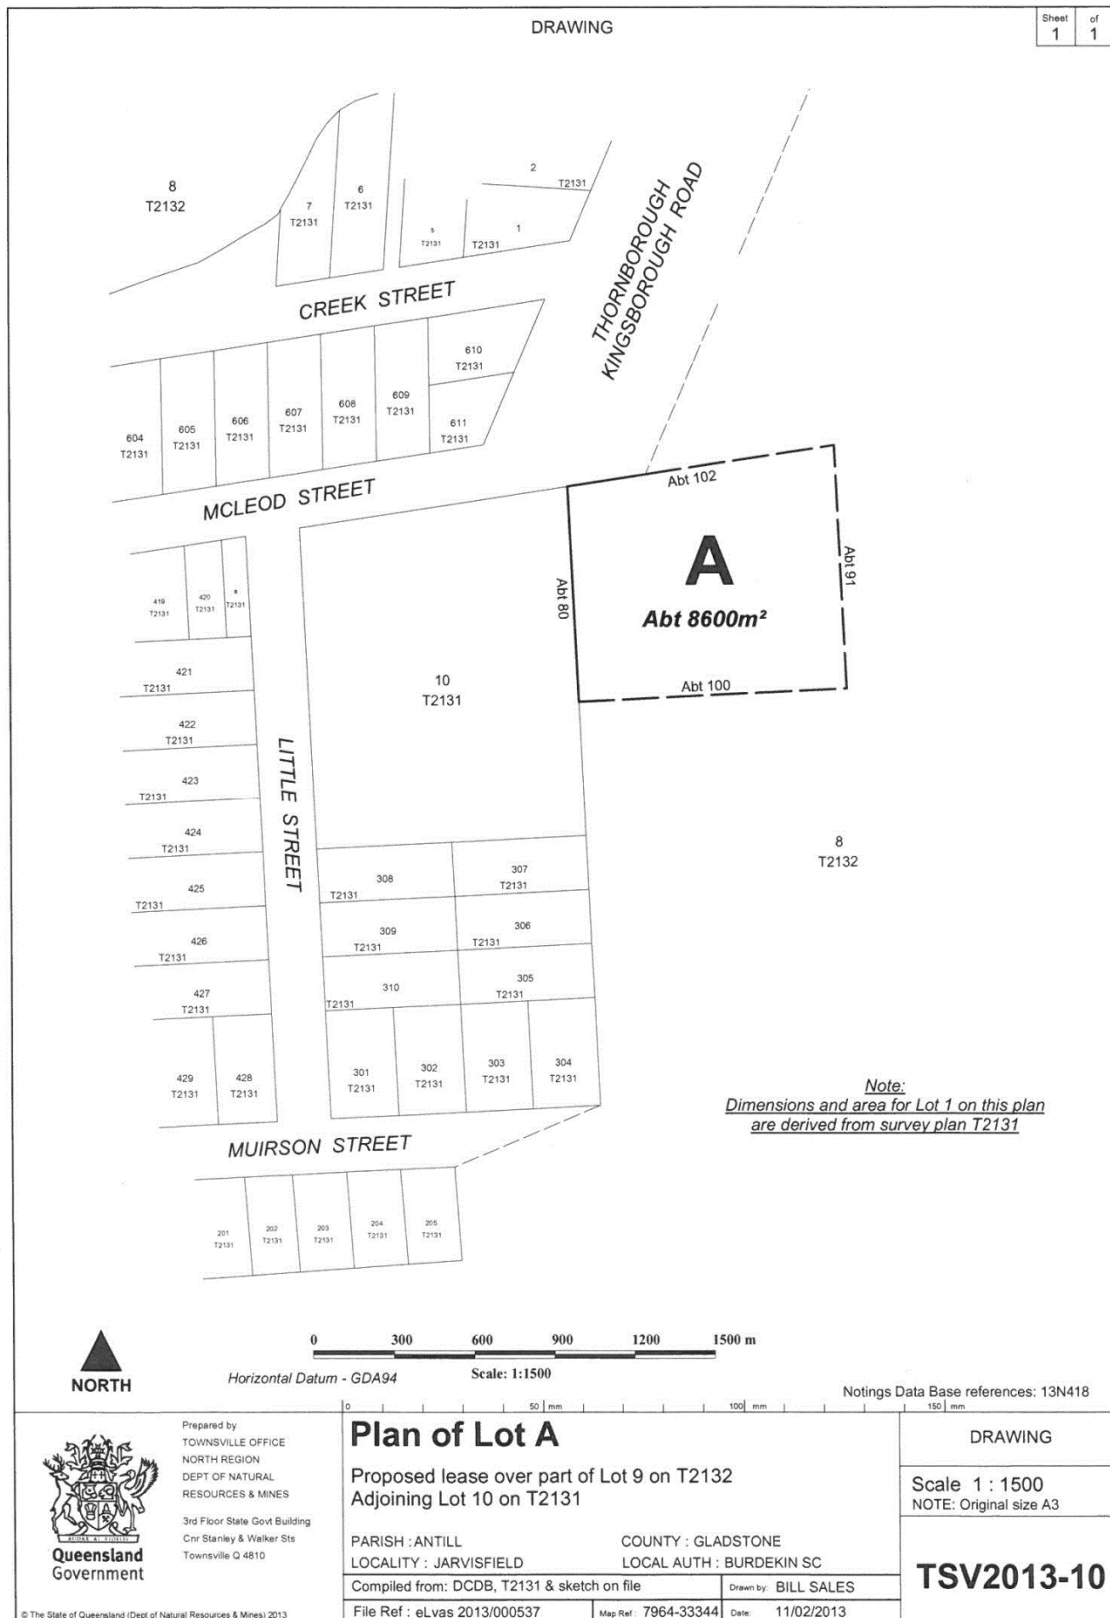 DRAWING
Sheet of
1 1
8
T2132
7
T2131
6
T2131
5
T2131
2
T2131
1
T2131
THORNBOROUGH
KINGSBOROUGH ROAD
CREEK STREET
604
T2131
605
T2131
606
T2131
607
T2131
608
T2131
609
T2131
610
T2131
611
T2131
MCLEOD STREET
Abt 102
A
Abt 8600m²
Abt 80
Abt 91
Abt 100
419
T2131
420
T2131
8
T2131
421
T2131
422
T2131
423
T2131
424
T2131
425
T2131
426
T2131
427
T2131
429
T2131
428
T2131
LITTLE STREET
10
T2131
308
T2131
307
T2131
309
T2131
306
T2131
310
T2131
305
T2131
301
T2131
302
T2131
303
T2131
304
T2131
8
T2132
Note:
Dimensions and area for Lot 1 on this plan
are derived from survey plan T2131
MUIRSON STREET
201
T2131
202
T2131
203
T2131
204
T2131
205
T2131
NORTH
0 300 600 900 1200 1500 m
Horizontal Datum - GDA94
Scale: 1:1500
Notings Data Base references: 13N418
0 50 mm 100 mm 150 mm
Queensland
Government
Prepared by
TOWNSVILLE OFFICE
NORTH REGION
DEPT OF NATURAL
RESOURCES & MINES
3rd Floor State Govt Building
Cnr Stanley & Walker Sts
Townsville Q 4810
© The State of Queensland (Dept of Natural Resources & Mines) 2013
Plan of Lot A
Proposed lease over part of Lot 9 on T2132
Adjoining Lot 10 on T2131
PARISH : ANTILL COUNTY : GLADSTONE
LOCALITY : JARVISFIELD LOCAL AUTH : BURDEKIN SC
Compiled from: DCDB, T2131 & sketch on file Drawn by: BILL SALES
File Ref : eLvas 2013/000537 Map Ref: 7964-33344 Date: 11/02/2013
DRAWING
Scale 1 : 1500
NOTE: Original size A3
TSV2013-10